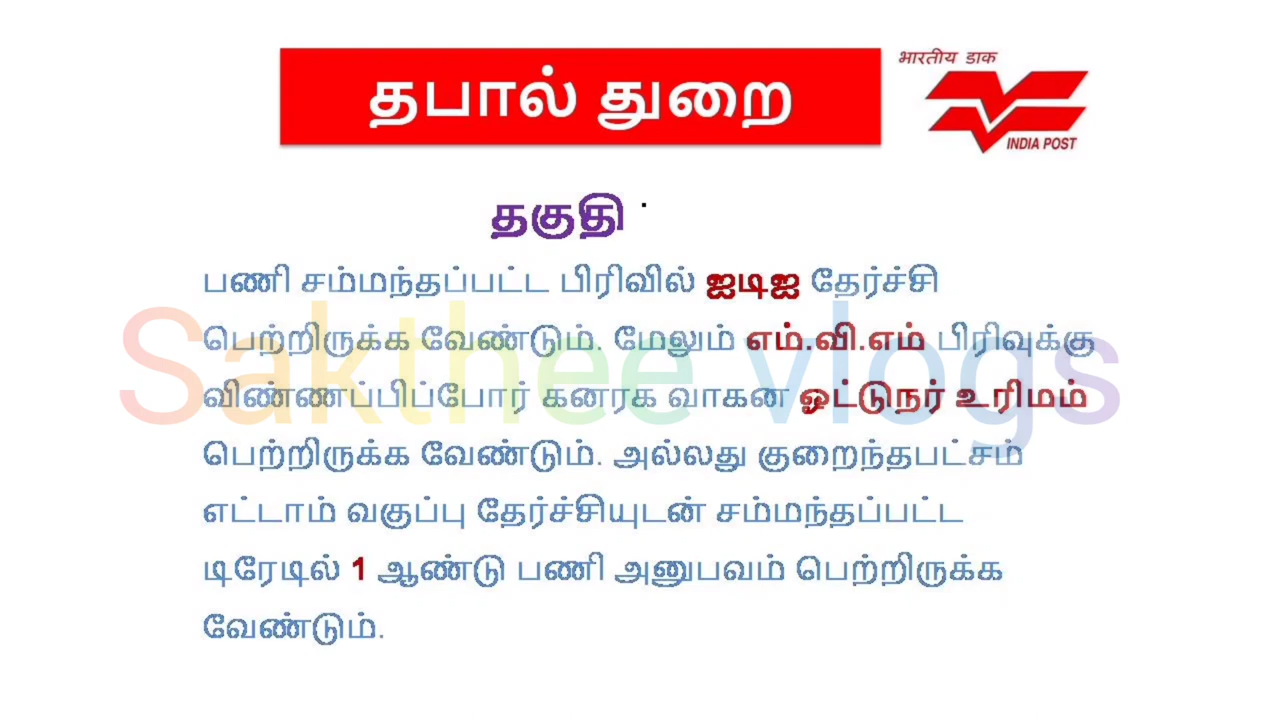 தபால் துறை
भारतीय डाक
INDIA POST
தகுதி .
பணி சம்மந்தப்பட்ட பிரிவில் ஐடிஐ தேர்ச்சி
பெற்றிருக்க வேண்டும். மேலும் எம்.வி.எம் பிரிவுக்கு
விண்ணப்பிப்போர் கனரக வாகன ஓட்டுநர் உரிமம்
பெற்றிருக்க வேண்டும். அல்லது குறைந்தபட்சம்
எட்டாம் வகுப்பு தேர்ச்சியுடன் சம்மந்தப்பட்ட
டிரேடில் 1 ஆண்டு பணி அனுபவம் பெற்றிருக்க
வேண்டும்.
Sakthee vlogs